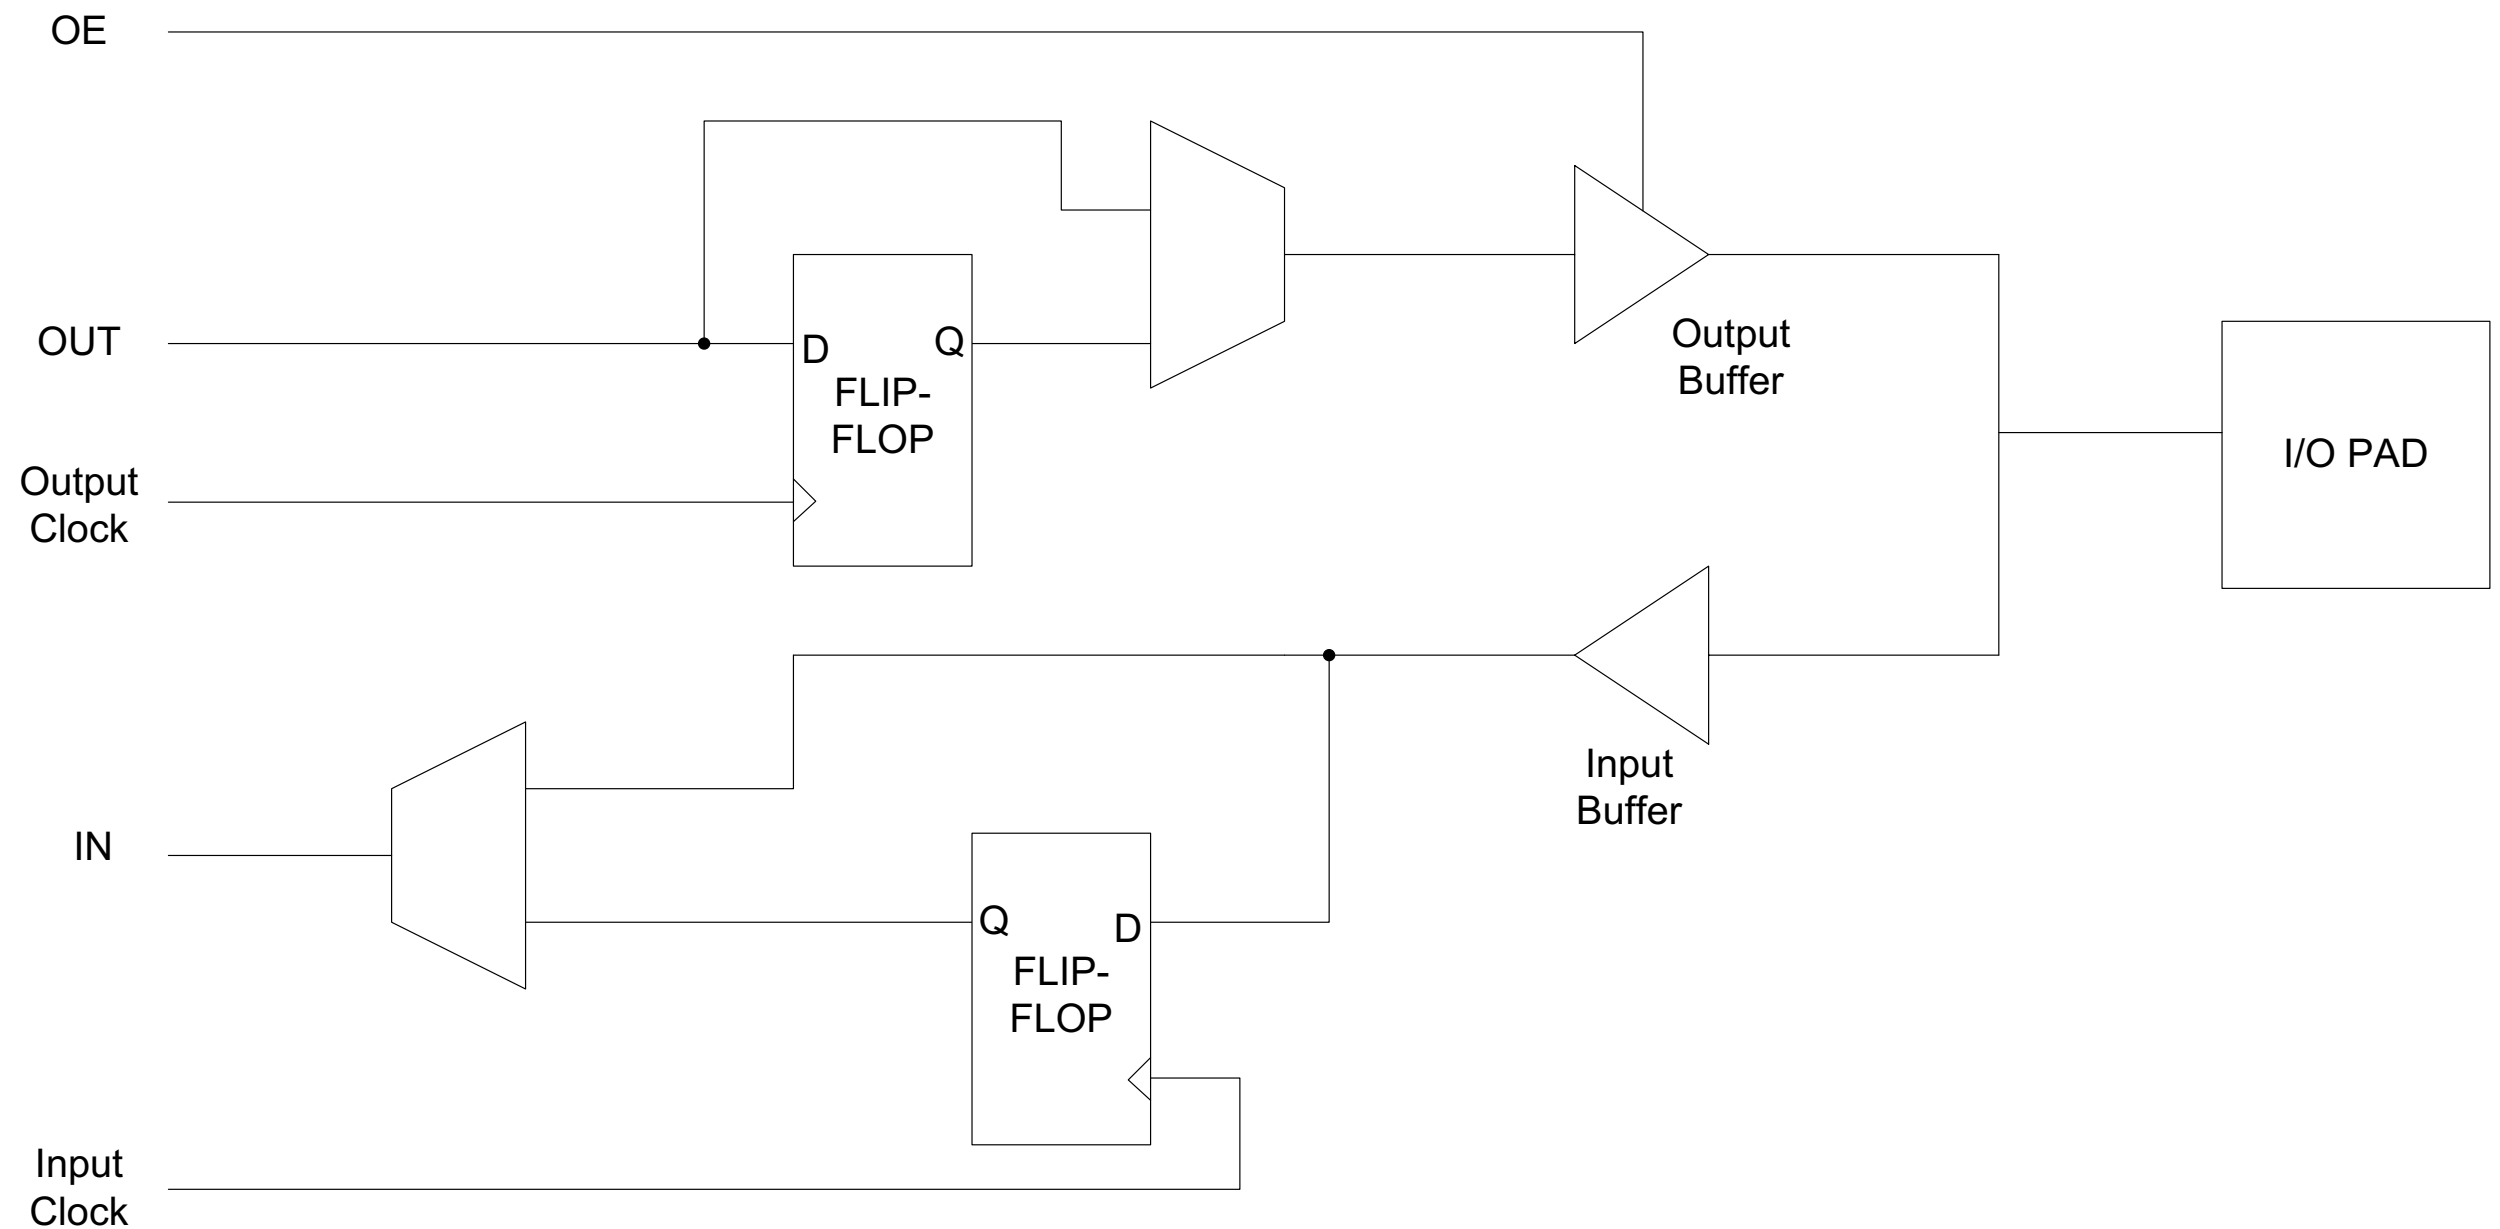 OE
OUT
D
Q
FLIP-
FLOP
Output
Clock
Output
Buffer
I/O PAD
Input
Buffer
IN
Q
D
FLIP-
FLOP
Input
Clock